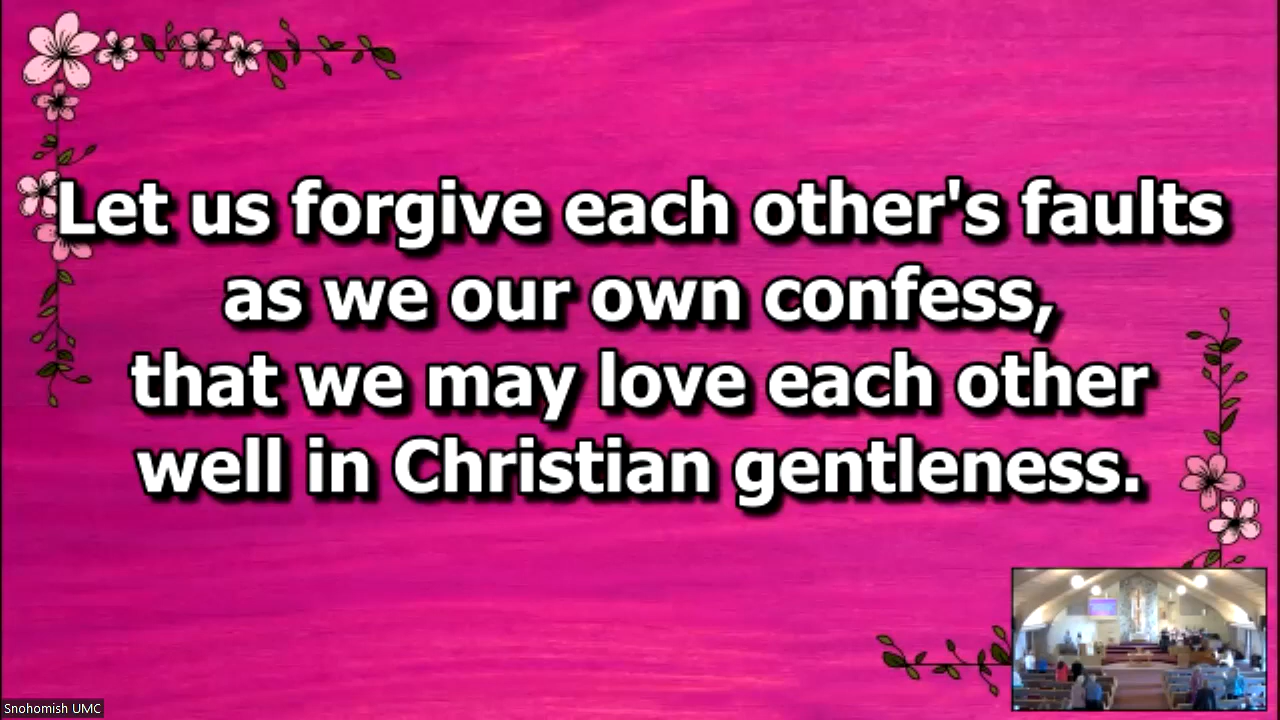 Let us forgive each other's faults
as we our own confess,
that we may love each other
well in Christian gentleness.
Snohomish UMC